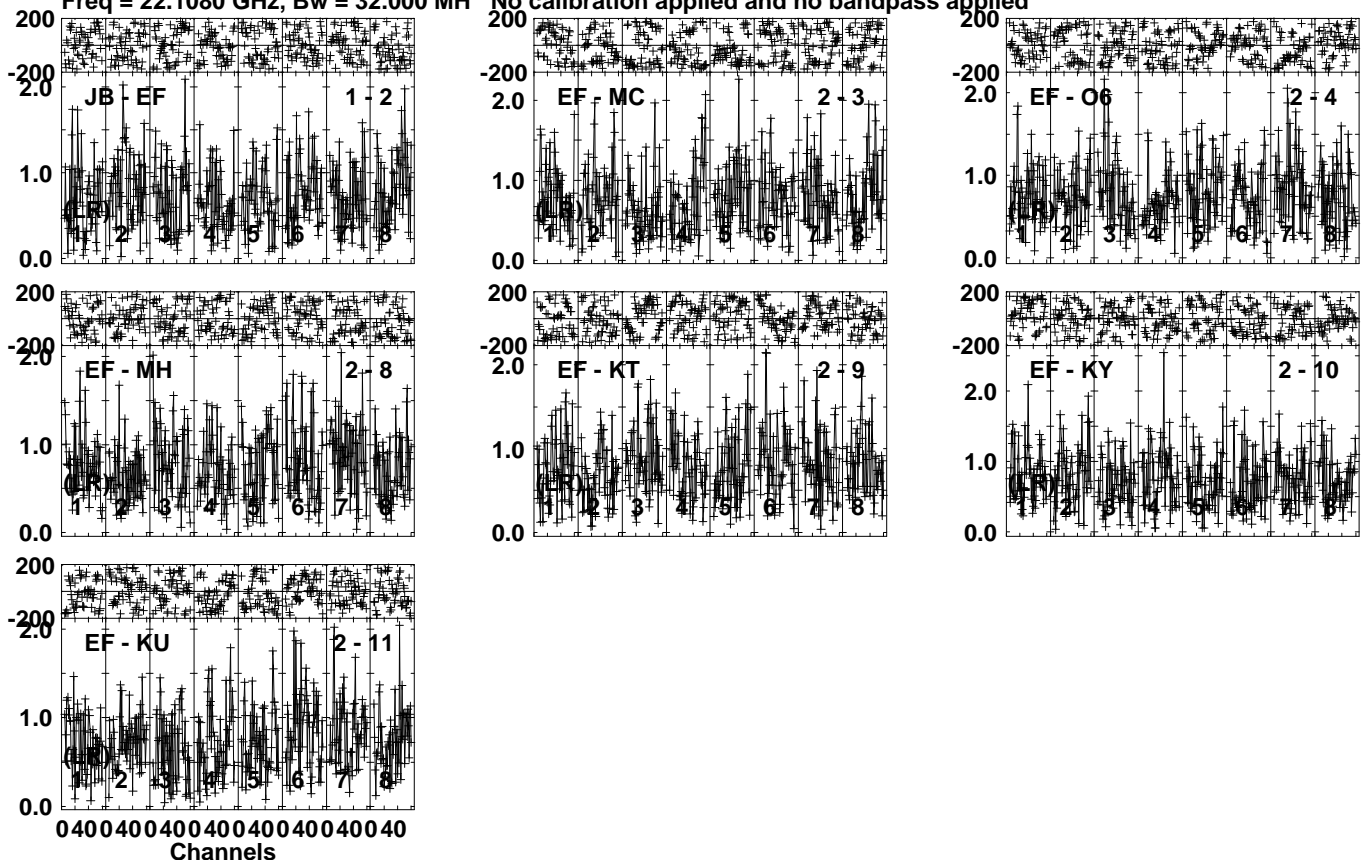 Freq = 22.1080 GHz, Bw = 32.000 MH No calibration applied and no bandpass applied
200
-200
2.0
JB - EF 1 - 2
1.0
(LR)
1 2 3 4 5 6 7 8
0.0
200
-200
2.0
EF - MC 2 - 3
1.0
(LR)
1 2 3 4 5 6 7 8
0.0
200
-200
2.0
EF - O6 2 - 4
1.0
(LR)
1 2 3 4 5 6 7 8
0.0
200
-200
2.0
EF - MH 2 - 8
1.0
(LR)
1 2 3 4 5 6 7 8
0.0
200
-200
2.0
EF - KT 2 - 9
1.0
(LR)
1 2 3 4 5 6 7 8
0.0
200
-200
2.0
EF - KY 2 - 10
1.0
(LR)
1 2 3 4 5 6 7 8
0.0
200
-200
2.0
EF - KU 2 - 11
1.0
(LR)
1 2 3 4 5 6 7 8
0.0
0 40 0 40 0 40 0 40 0 40 0 40 0 40 0 40
Channels